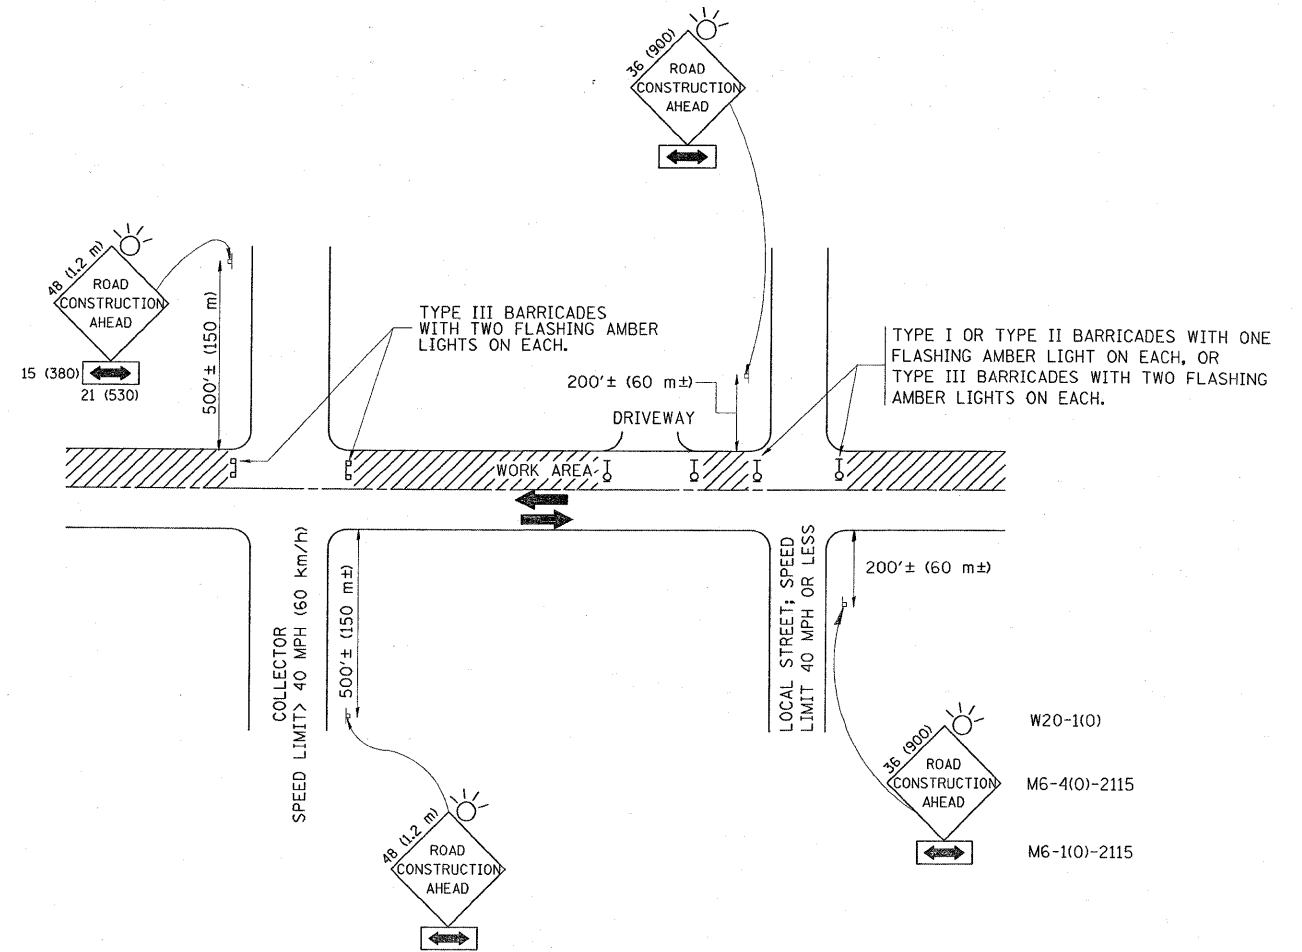 36 (900)
ROAD
CONSTRUCTION
AHEAD
48 (1.2 m)
ROAD
CONSTRUCTION
AHEAD
15 (380)
21 (530)
500'± (150 m)
TYPE III BARRICADES
WITH TWO FLASHING AMBER
LIGHTS ON EACH.
200'± (60 m±)
DRIVEWAY
TYPE I OR TYPE II BARRICADES WITH ONE
FLASHING AMBER LIGHT ON EACH, OR
TYPE III BARRICADES WITH TWO FLASHING
AMBER LIGHTS ON EACH.
WORK AREA
COLLECTOR
SPEED LIMIT> 40 MPH (60 km/h)
500'± (150 m±)
LOCAL STREET; SPEED
LIMIT 40 MPH OR LESS
200'± (60 m±)
48 (1.2 m)
ROAD
CONSTRUCTION
AHEAD
36 (900)
ROAD
CONSTRUCTION
AHEAD
W20-1(O)
M6-4(O)-2115
M6-1(O)-2115